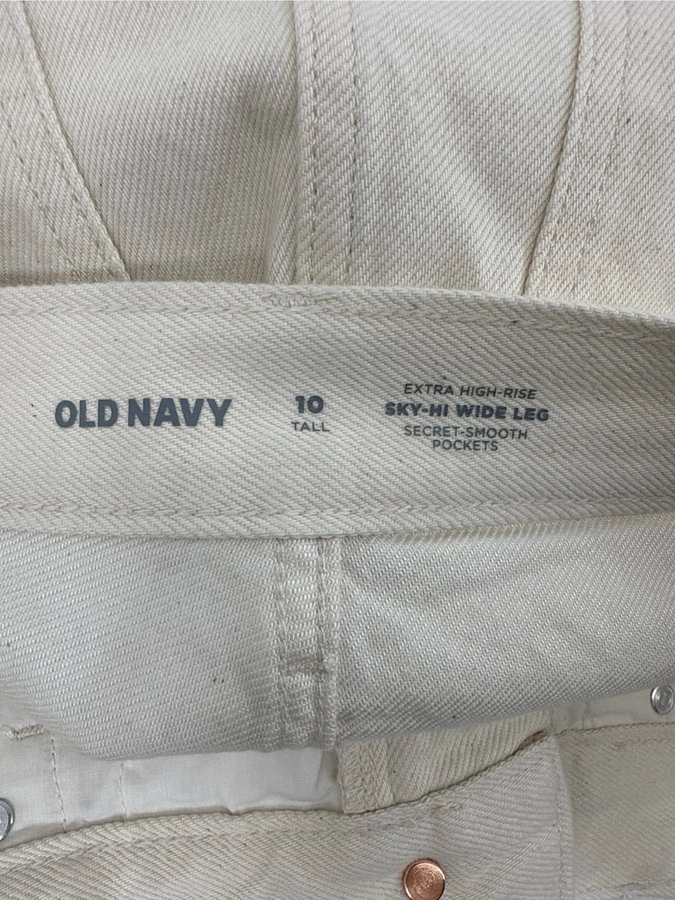 OLD NAVY
10
TALL
EXTRA HIGH-RISE
SKY-HI WIDE LEG
SECRET-SMOOTH
POCKETS